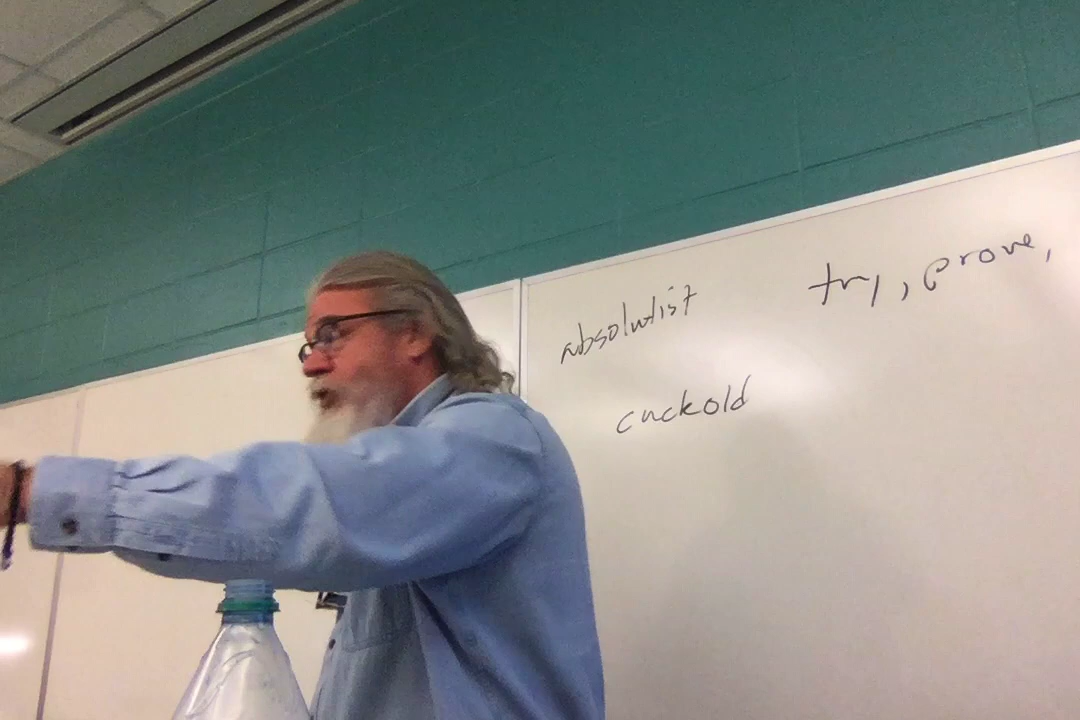 absolutist
try, prove,
cuckold